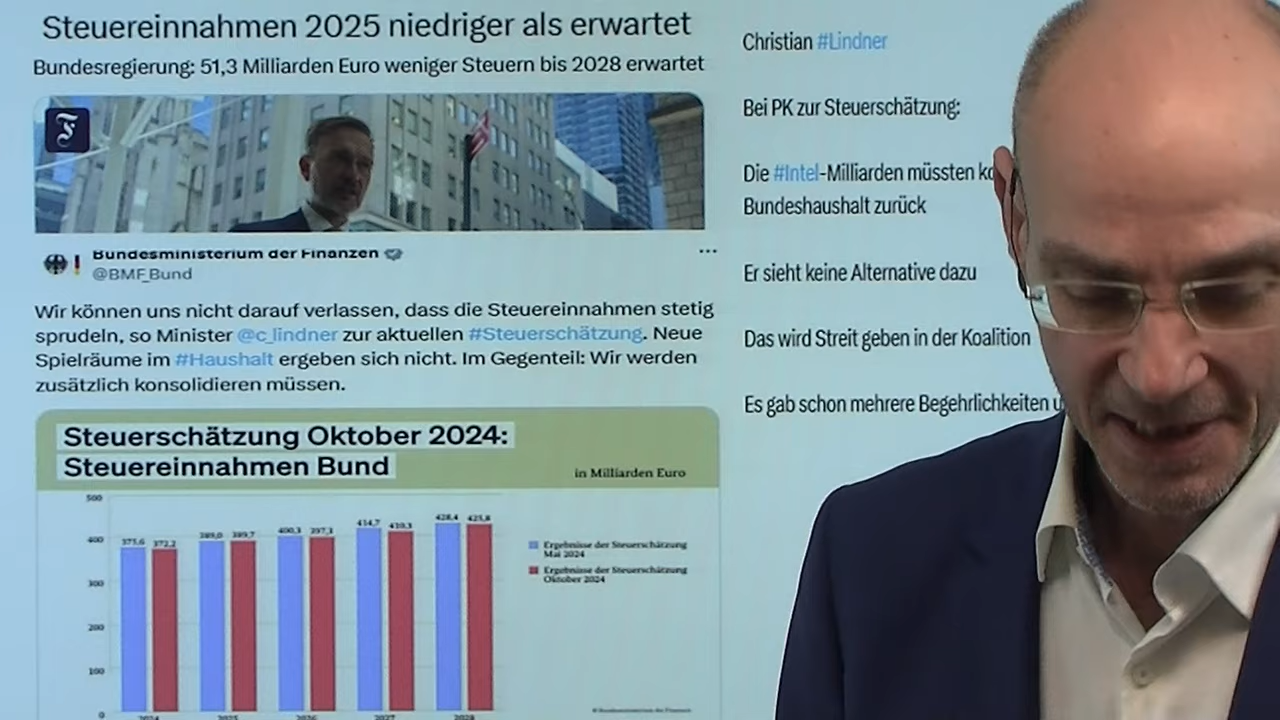 Steuereinnahmen 2025 niedriger als erwartet
Bundesregierung: 51,3 Milliarden Euro weniger Steuern bis 2028 erwartet
Bundesministerium der Finanzen
@BMF_Bund
Wir können uns nicht darauf verlassen, dass die Steuereinnahmen stetig
sprudeln, so Minister @c_lindner zur aktuellen #Steuerschätzung. Neue
Spielräume im #Haushalt ergeben sich nicht. Im Gegenteil: Wir werden
zusätzlich konsolidieren müssen.
Steuerschätzung Oktober 2024:
Steuereinnahmen Bund
in Milliarden Euro
500
400
300
200
100
0
375,6 372,2 389,0 389,7 400,3 397,3 414,7 410,3 428,4 425,8
2024 2025 2026 2027 2028
Ergebnisse der Steuerschätzung
Mai 2024
Ergebnisse der Steuerschätzung
Oktober 2024
Christian #Lindner
Bei PK zur Steuerschätzung:
Die #Intel-Milliarden müssten
Bundeshaushalt zurück
Er sieht keine Alternative dazu
Das wird Streit geben in der Koalition
Es gab schon mehrere Begehrlichkeiten